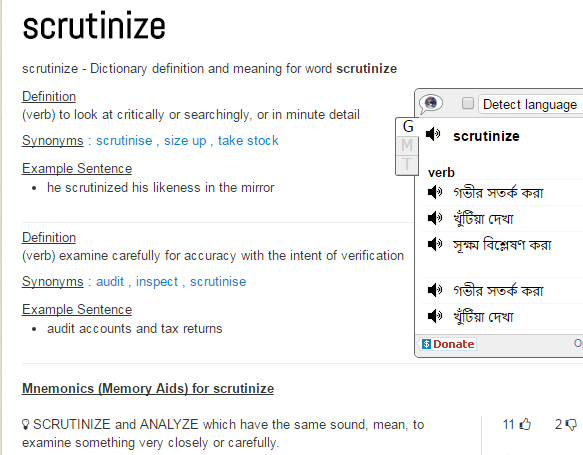 scrutinize
scrutinize - Dictionary definition and meaning for word scrutinize
Definition
(verb) to look at critically or searchingly, or in minute detail
Synonyms : scrutinise , size up , take stock
Example Sentence
he scrutinized his likeness in the mirror
Definition
(verb) examine carefully for accuracy with the intent of verification
Synonyms : audit , inspect , scrutinise
Example Sentence
audit accounts and tax returns
Mnemonics (Memory Aids) for scrutinize
SCRUTINIZE and ANALYZE which have the same sound, mean, to
examine something very closely or carefully.
11
2
Detect language
G
M
T
scrutinize
verb
গভীর সতর্ক করা
খুঁটিয়া দেখা
সূক্ষ্ম বিশ্লেষণ করা
গভীর সতর্ক করা
খুঁটিয়া দেখা
$ Donate